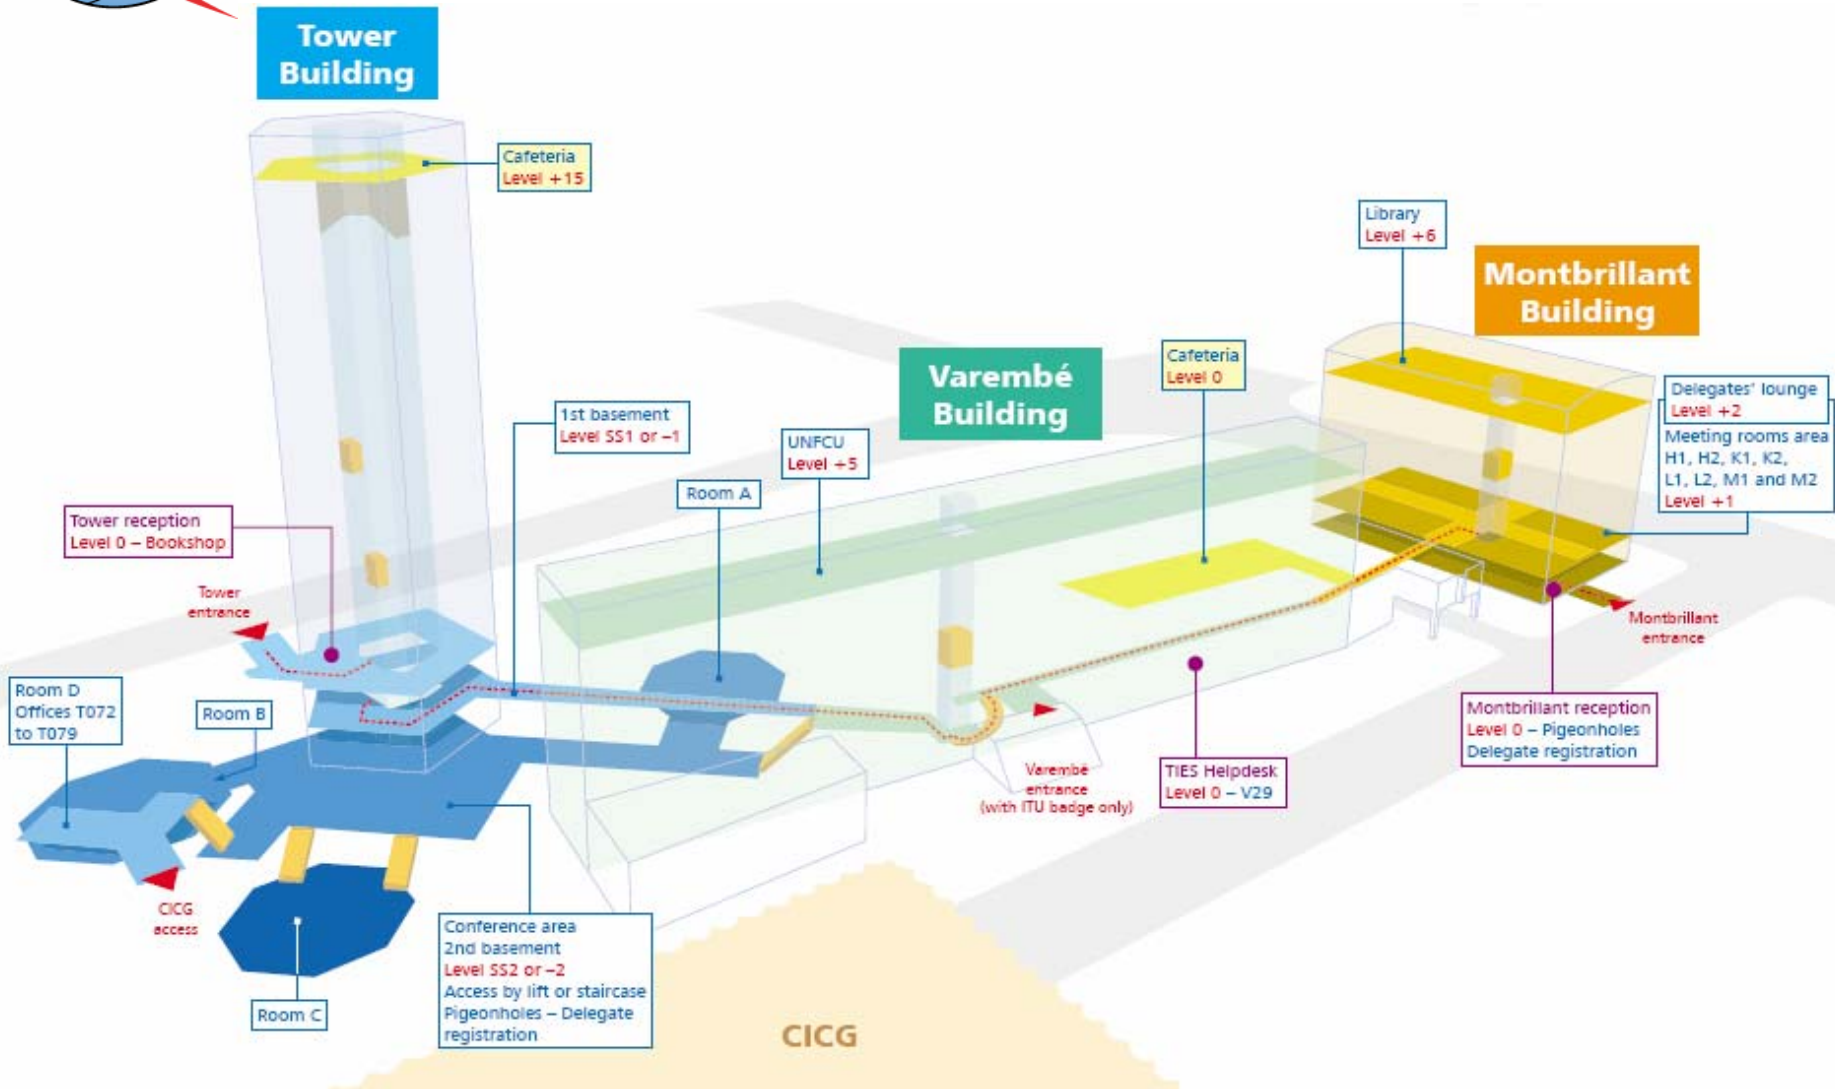 Tower
Building
Cafeteria
Level +15
Library
Level +6
Montbrillant
Building
Varembé
Building
Cafeteria
Level 0
Delegates' lounge
Level +2
Meeting rooms area
H1, H2, K1, K2,
L1, L2, M1 and M2
Level +1
1st basement
Level SS1 or –1
UNFCU
Level +5
Room A
Tower reception
Level 0 – Bookshop
Tower
entrance
Montbrillant
entrance
Room D
Offices T072
to T079
Room B
Montbrillant reception
Level 0 – Pigeonholes
Delegate registration
Varembé
entrance
(with ITU badge only)
TIES Helpdesk
Level 0 – V29
CICG
access
Conference area
2nd basement
Level SS2 or –2
Access by lift or staircase
Pigeonholes – Delegate
registration
Room C
CICG